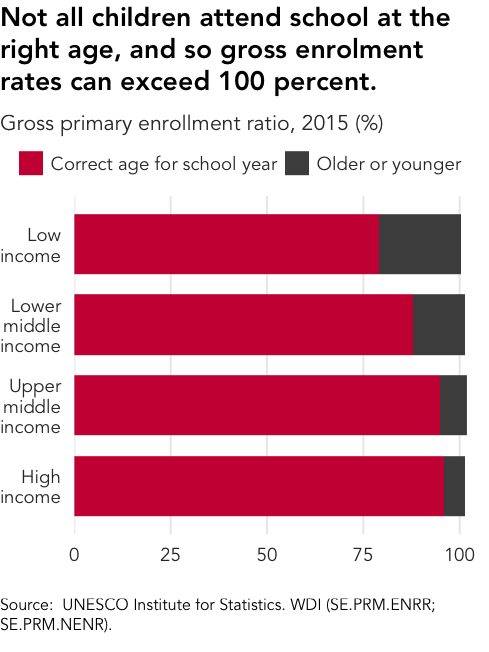 Not all children attend school at the
right age, and so gross enrolment
rates can exceed 100 percent.
Gross primary enrollment ratio, 2015 (%)
Correct age for school year
Older or younger
Low
income
Lower
middle
income
Upper
middle
income
High
income
0 25 50 75 100
Source: UNESCO Institute for Statistics. WDI (SE.PRM.ENRR;
SE.PRM.NENR).